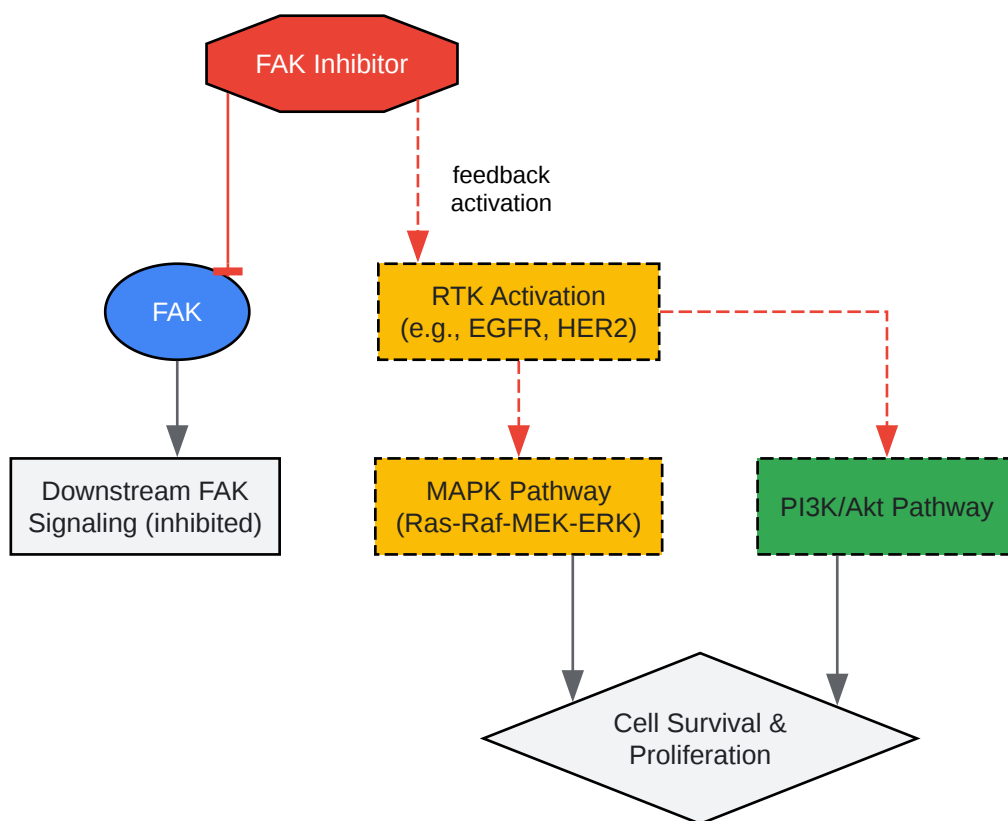 FAK Inhibitor
feedback
activation
FAK
RTK Activation
(e.g., EGFR, HER2)
Downstream FAK
Signaling (inhibited)
MAPK Pathway
(Ras-Raf-MEK-ERK)
PI3K/Akt Pathway
Cell Survival &
Proliferation